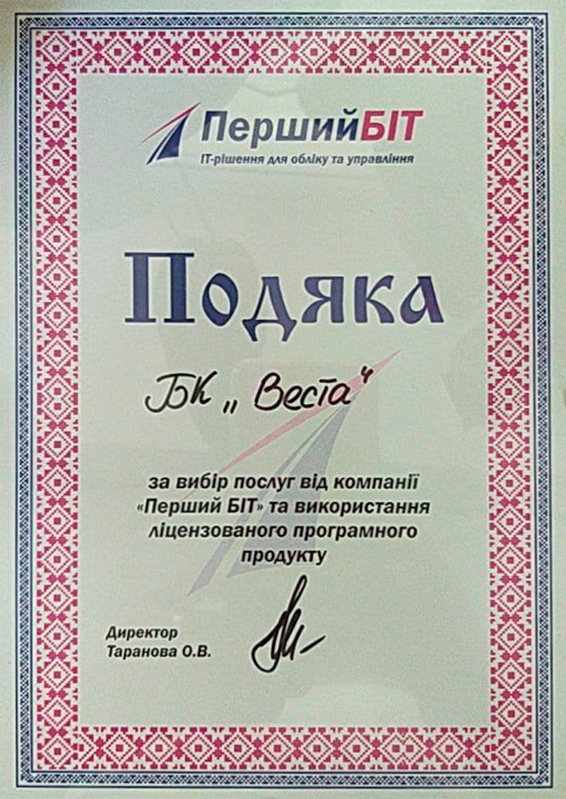 ПершийБІТ
ІТ-рішення для обліку та управління
Подяка
БК „Веста“
за вибір послуг від компанії
«Перший БІТ» та використання
ліцензованого програмного
продукту
Директор
Таранова О.В.